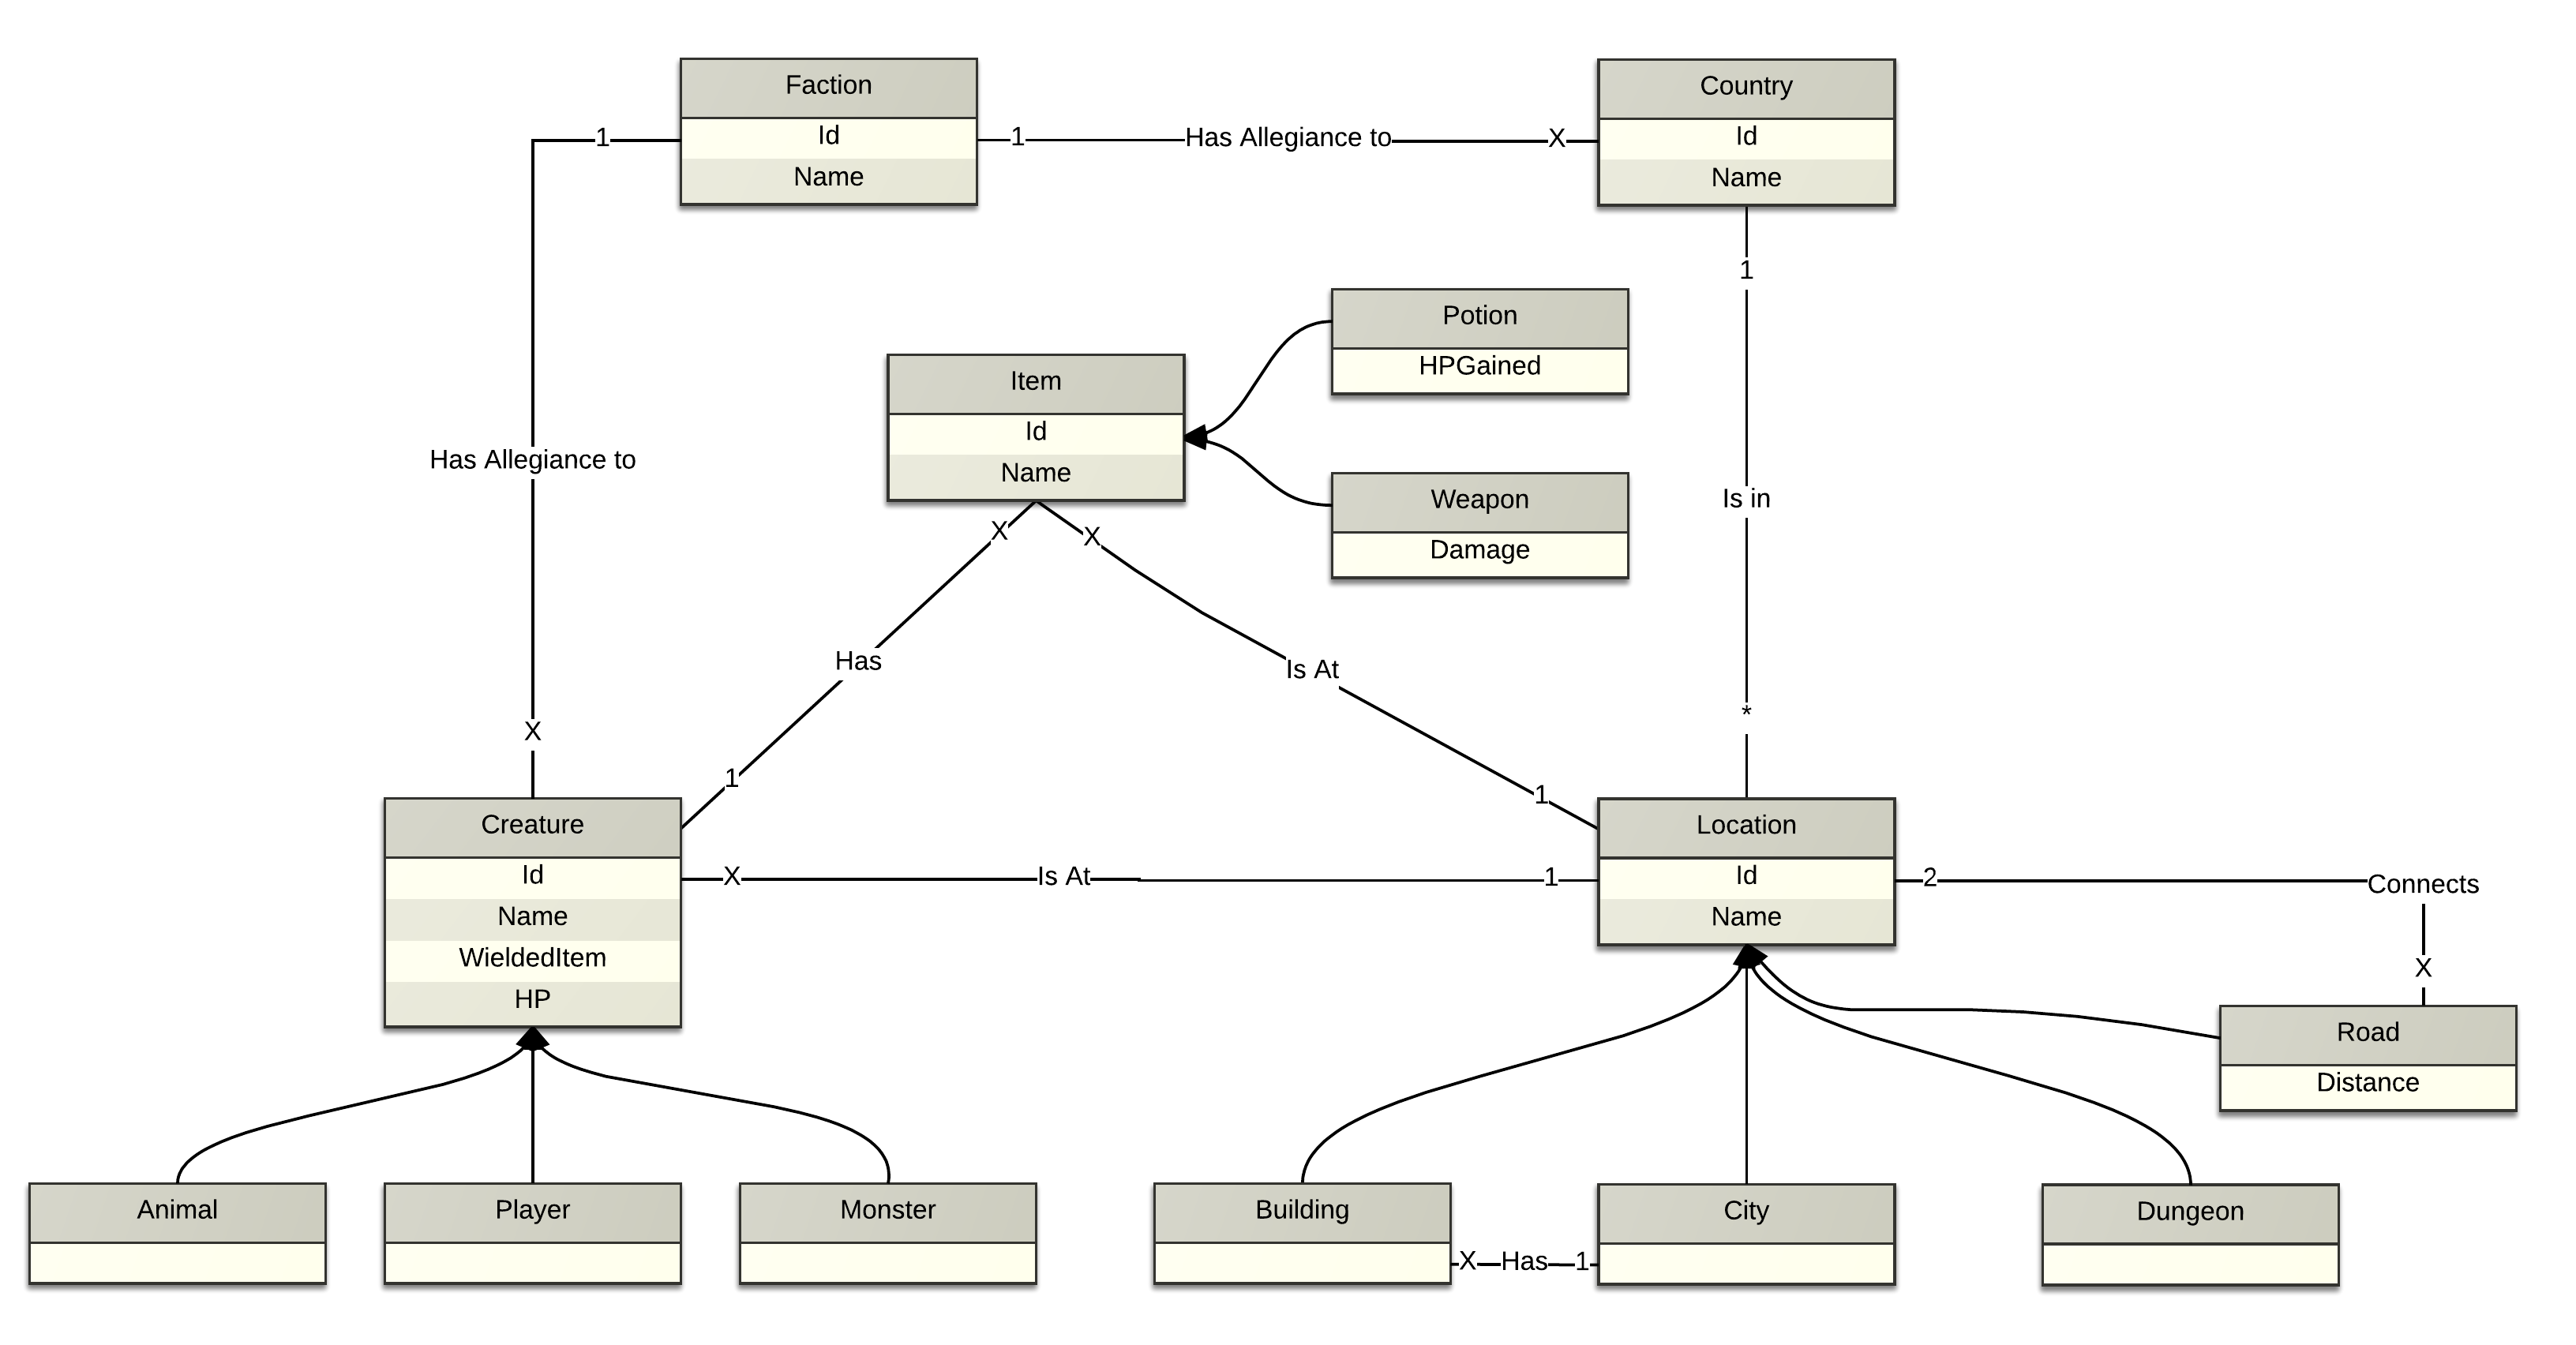 Faction
Id
Name
Country
Id
Name
1
1
Has Allegiance to
X
1
Potion
HPGained
Item
Id
Name
Has Allegiance to
Weapon
Damage
Is in
X
X
Has
Is At
*
X
1
1
Creature
Id
Name
WieldedItem
HP
X
Is At
1
Location
Id
Name
2
Connects
X
Road
Distance
Animal
Player
Monster
Building
City
Dungeon
X
Has
1